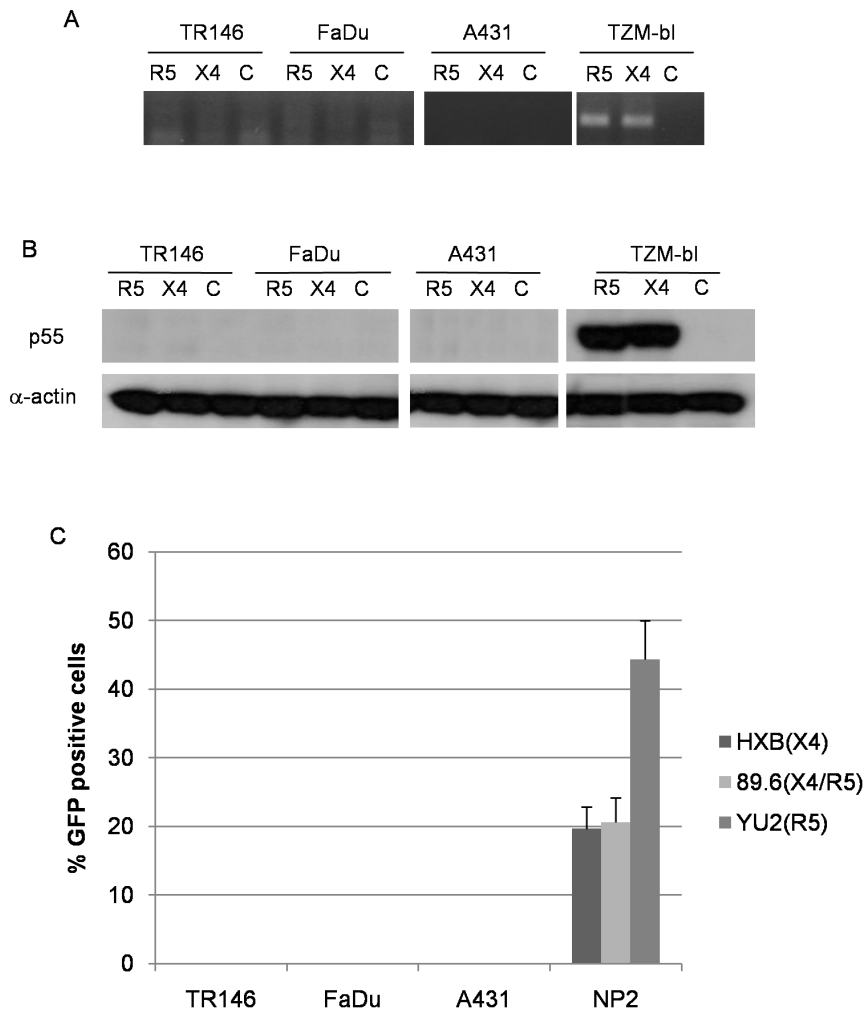 A
TR146 FaDu A431 TZM-bl
R5 X4 C R5 X4 C R5 X4 C R5 X4 C
B
TR146 FaDu A431 TZM-bl
R5 X4 C R5 X4 C R5 X4 C R5 X4 C
p55
α-actin
C
60
50
40
30
20
10
0
% GFP positive cells
TR146 FaDu A431 NP2
HXB(X4)
89.6(X4/R5)
YU2(R5)